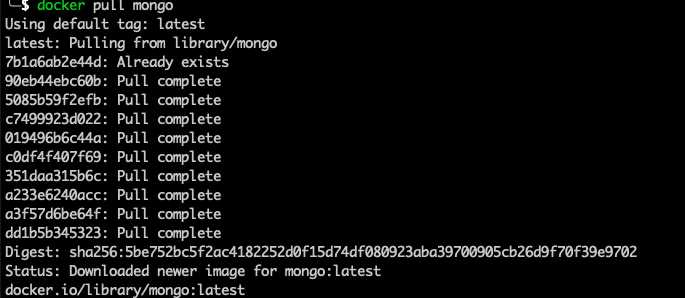 $ docker pull mongo
Using default tag: latest
latest: Pulling from library/mongo
7b1a6ab2e44d: Already exists
90eb44ebc60b: Pull complete
5085b59f2efb: Pull complete
c7499923d022: Pull complete
019496b6c44a: Pull complete
c0df4f407f69: Pull complete
351daa315b6c: Pull complete
a233e6240acc: Pull complete
a3f57d6be64f: Pull complete
dd1b5b345323: Pull complete
Digest: sha256:5be752bc5f2ac4182252d0f15d74df080923aba39700905cb26d9f70f39e9702
Status: Downloaded newer image for mongo:latest
docker.io/library/mongo:latest